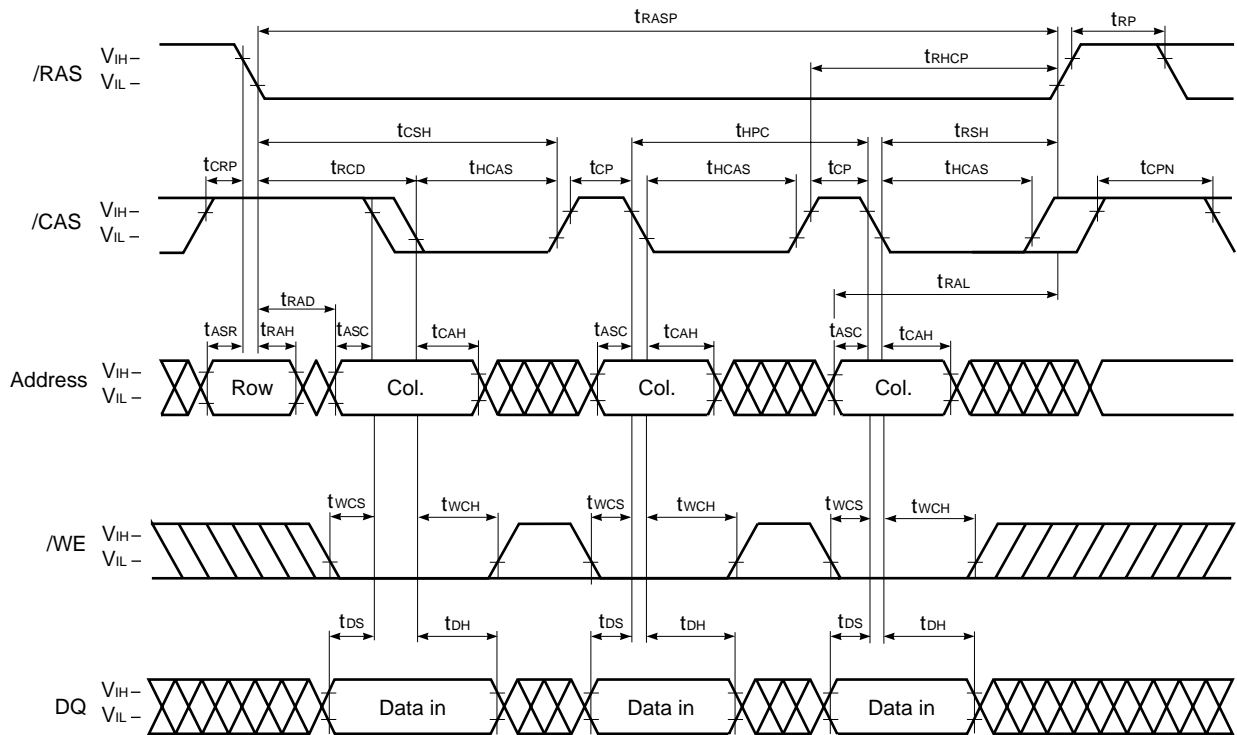 tRASP
tRP
/RAS
VIH –
VIL –
tRHCP
tCSH
tHPC
tRSH
tCRP
tRCD
tHCAS
tCP
tHCAS
tCP
tHCAS
tCPN
/CAS
VIH –
VIL –
tRAD
tRAL
tASR
tRAH
tASC
tCAH
tASC
tCAH
tASC
tCAH
Address
VIH –
VIL –
Row
Col.
Col.
Col.
tWCS
tWCH
tWCS
tWCH
tWCS
tWCH
/WE
VIH –
VIL –
tDS
tDH
tDS
tDH
tDS
tDH
DQ
VIH –
VIL –
Data in
Data in
Data in